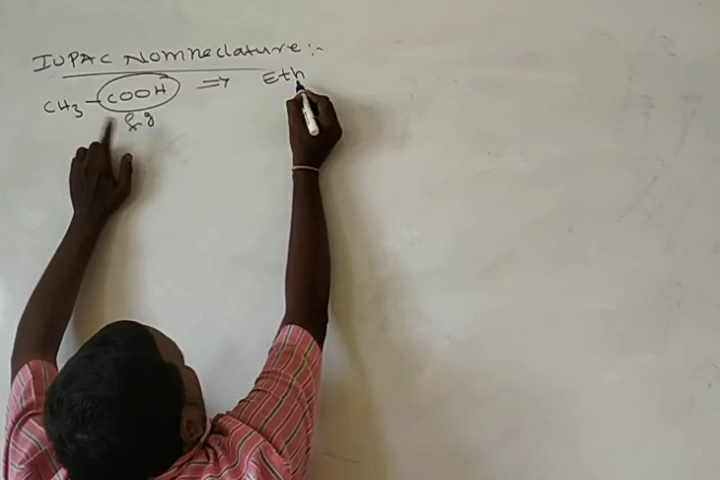 IUPAC Nomneclature:-
CH3-COOH => Eth
f.g